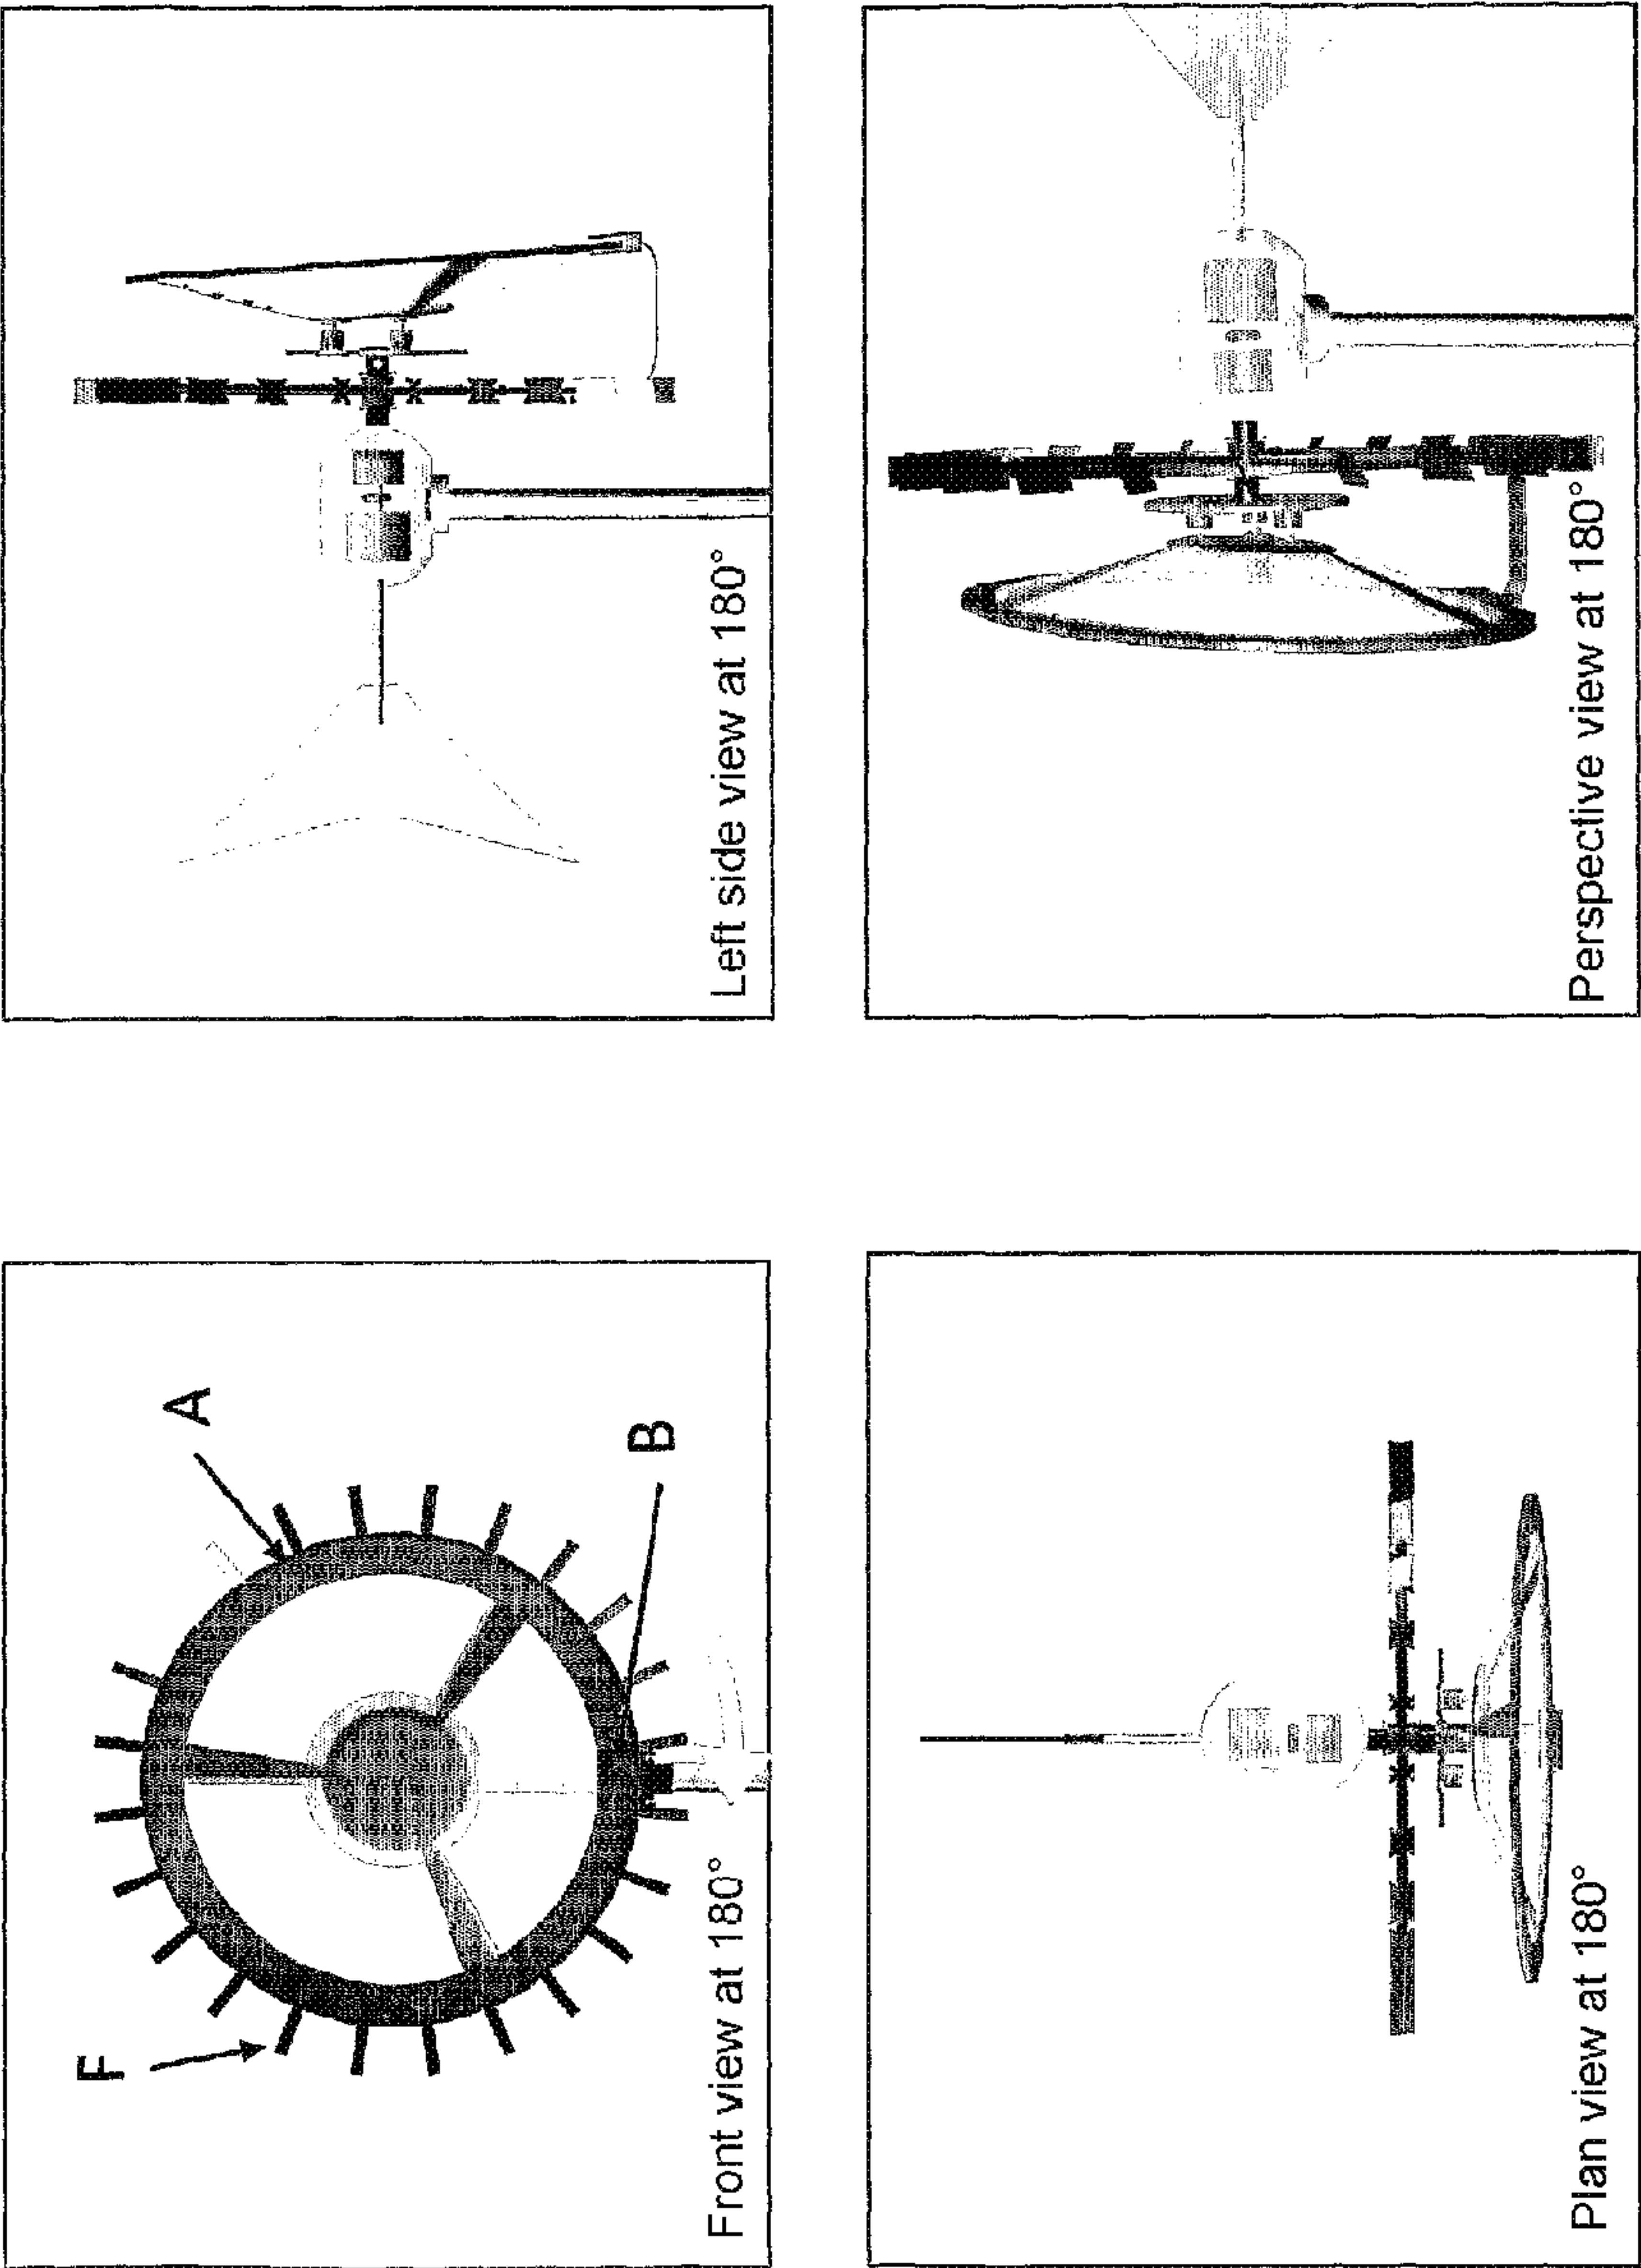 F
A
B
Front view at 180°
Left side view at 180°
Plan view at 180°
Perspective view at 180°